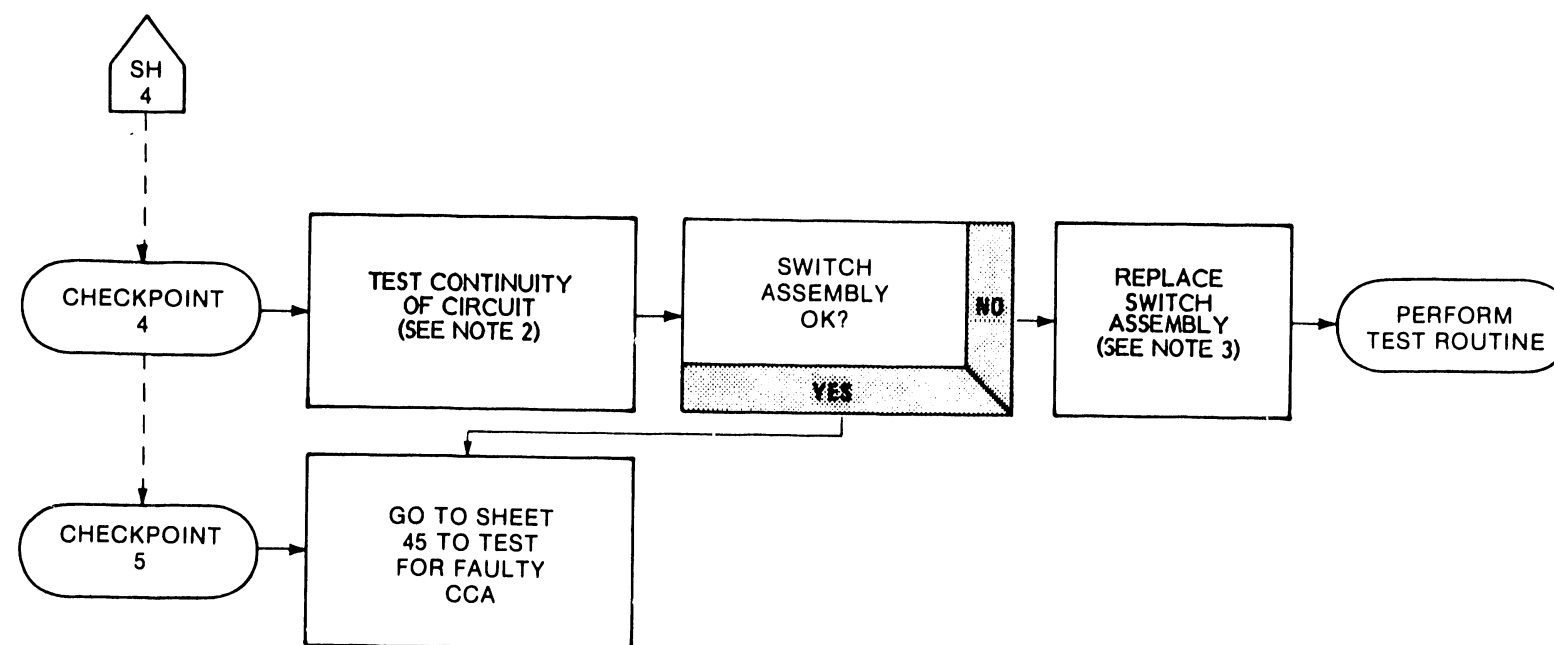 SH
4
CHECKPOINT
4
TEST CONTINUITY
OF CIRCUIT
(SEE NOTE 2)
SWITCH
ASSEMBLY
OK?
NO
YES
REPLACE
SWITCH
ASSEMBLY
(SEE NOTE 3)
PERFORM
TEST ROUTINE
CHECKPOINT
5
GO TO SHEET
45 TO TEST
FOR FAULTY
CCA